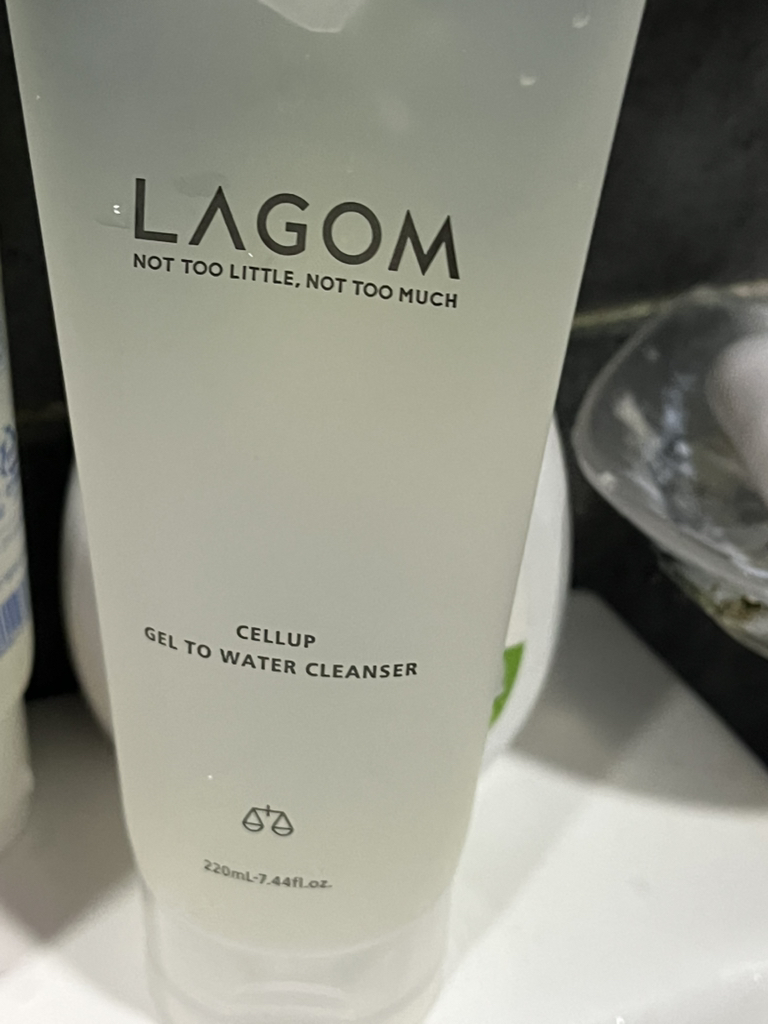 LAGOM
NOT TOO LITTLE, NOT TOO MUCH
CELLUP
GEL TO WATER CLEANSER
220mL-7.44fl.oz.